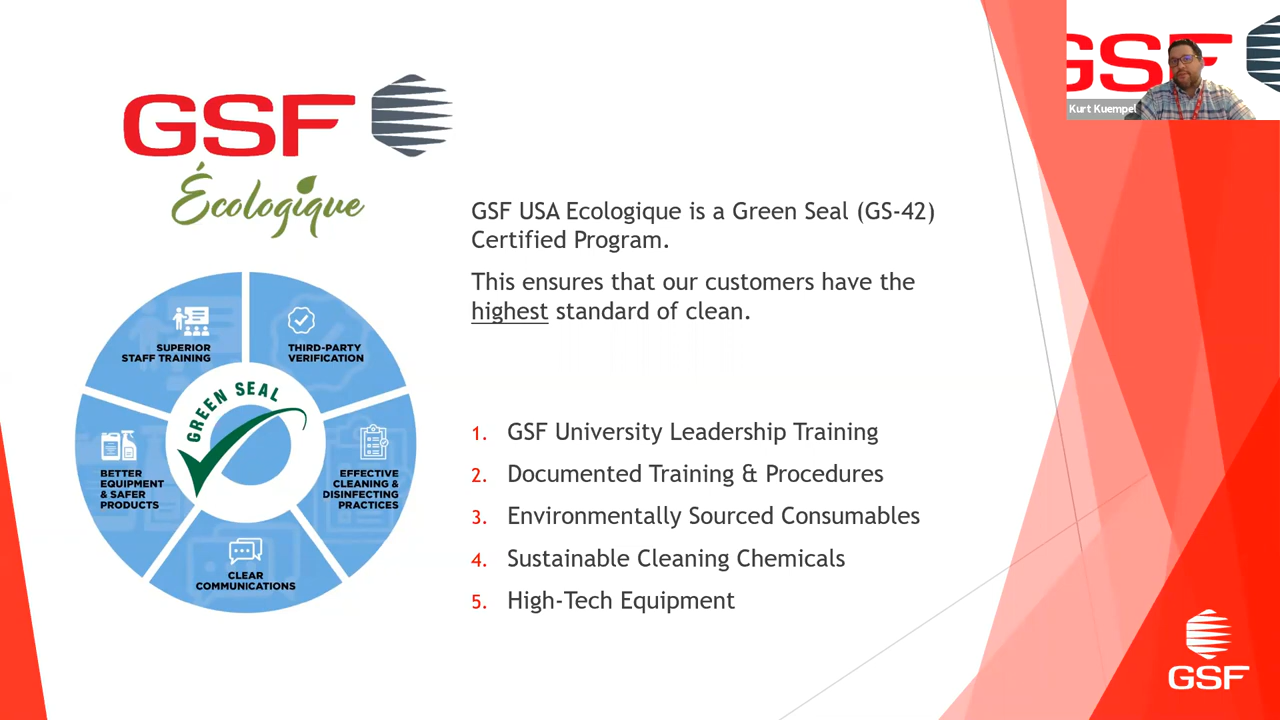 GSF
Écologique
GSF USA Ecologique is a Green Seal (GS-42)
Certified Program.
This ensures that our customers have the
highest standard of clean.
SUPERIOR
STAFF TRAINING
THIRD-PARTY
VERIFICATION
GREEN SEAL
BETTER
EQUIPMENT
& SAFER
PRODUCTS
EFFECTIVE
CLEANING &
DISINFECTING
PRACTICES
CLEAR
COMMUNICATIONS
1. GSF University Leadership Training
2. Documented Training & Procedures
3. Environmentally Sourced Consumables
4. Sustainable Cleaning Chemicals
5. High-Tech Equipment
GSF
Kurt Kuempel
GSF